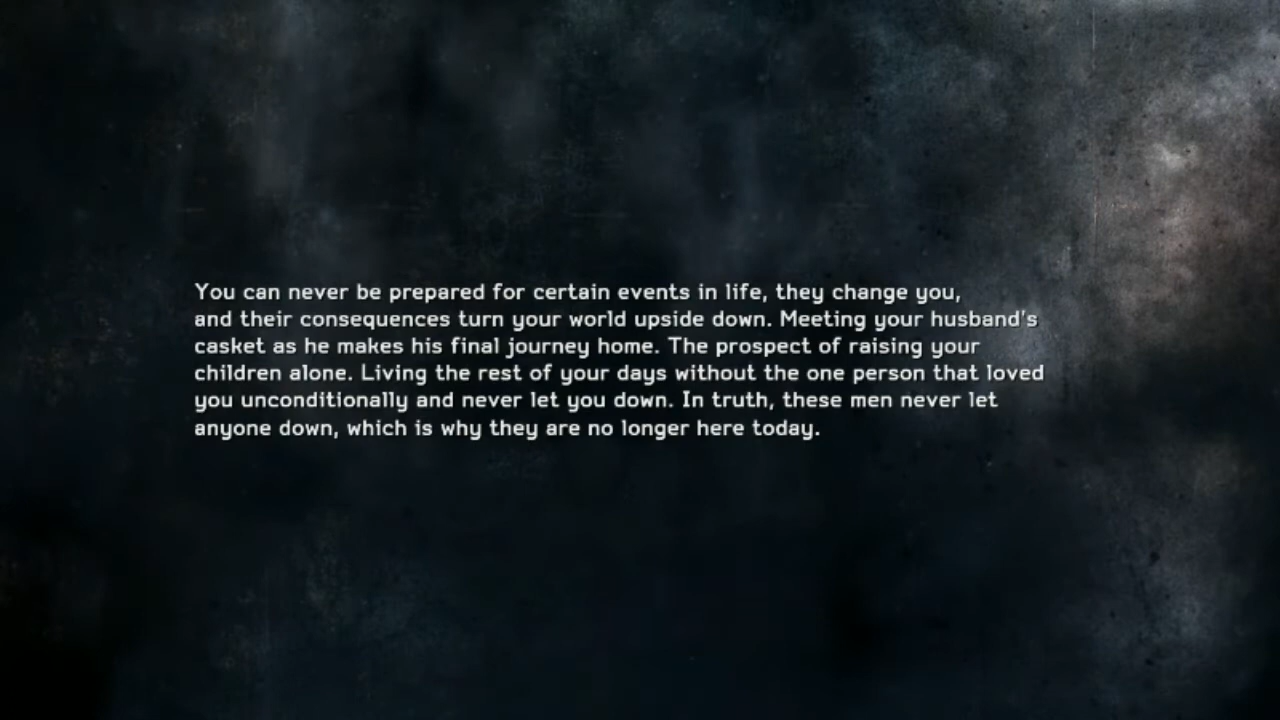 You can never be prepared for certain events in life, they change you,
and their consequences turn your world upside down. Meeting your husband's
casket as he makes his final journey home. The prospect of raising your
children alone. Living the rest of your days without the one person that loved
you unconditionally and never let you down. In truth, these men never let
anyone down, which is why they are no longer here today.